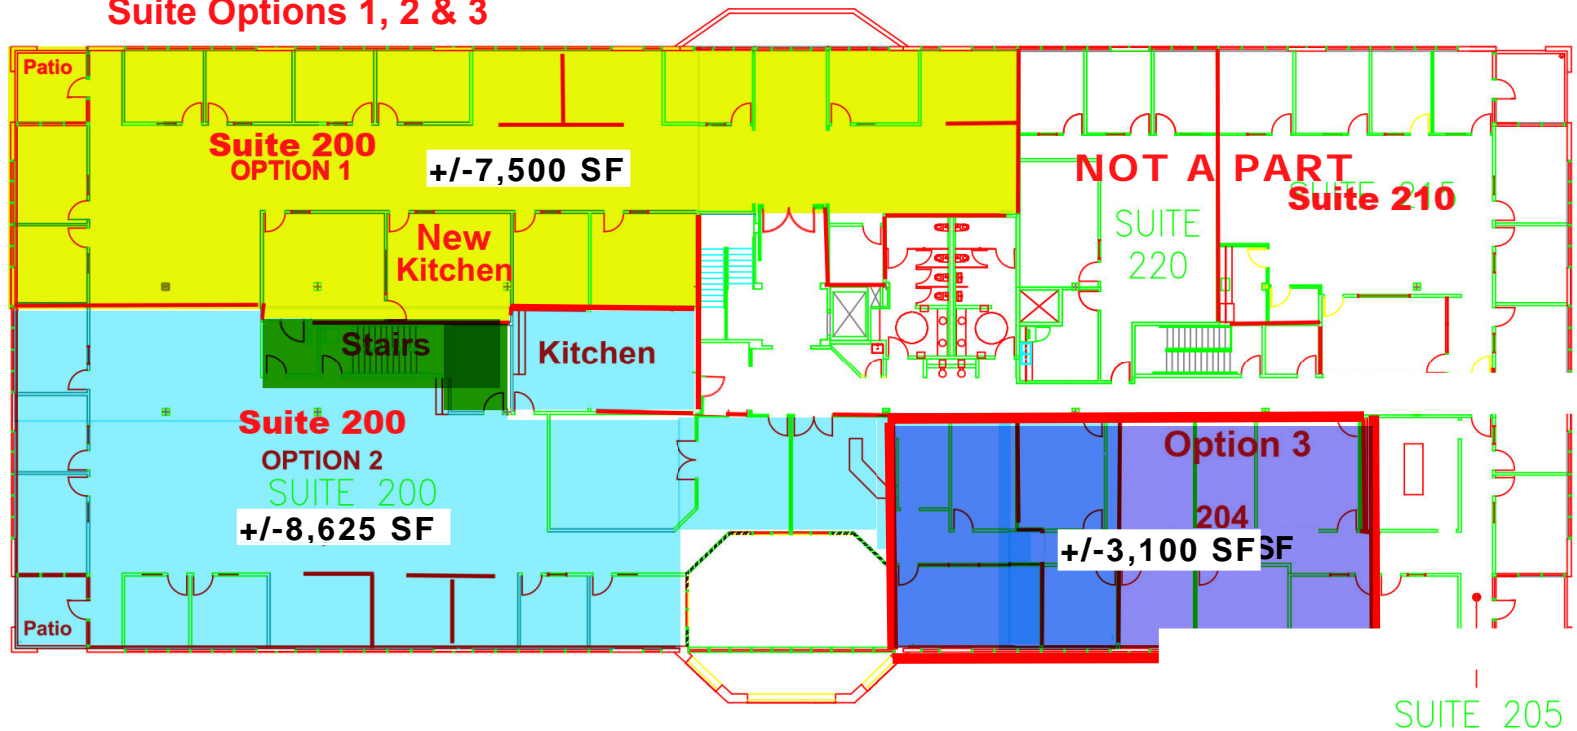 Suite Options 1, 2 & 3
Patio
Suite 200
OPTION 1
+/-7,500 SF
NOT A PART
Suite 210
SUITE
220
New
Kitchen
Stairs
Kitchen
Suite 200
OPTION 2
SUITE 200
+/-8,625 SF
Option 3
204
+/-3,100 SF
SF
Patio
SUITE 205